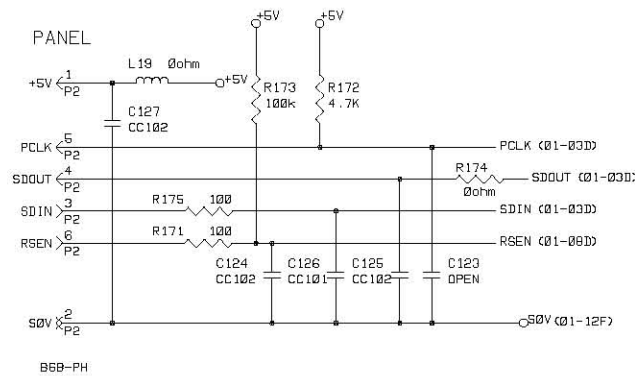 +5V
+5V
PANEL
L19 0ohm
+5V
1
P2
+5V
R173
100k
R172
4.7K
C127
CC102
PCLK
5
P2
PCLK (01-03D)
SDOUT
4
P2
R174
0ohm
SDOUT (01-03D)
SDIN
3
P2
R175 100
SDIN (01-03D)
RSEN
6
P2
R171 100
RSEN (01-08D)
C124
CC102
C126
CC101
C125
CC102
C123
OPEN
S0V
2
P2
S0V (01-12F)
B6B-PH